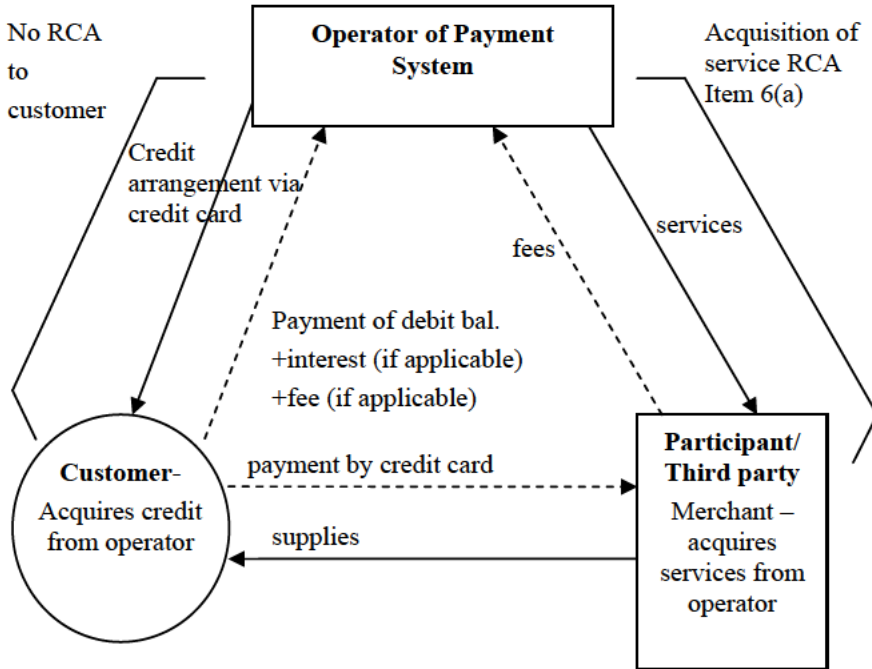 No RCA
to
customer
Operator of Payment
System
Acquisition of
service RCA
Item 6(a)
Credit
arrangement via
credit card
fees
services
Payment of debit bal.
+interest (if applicable)
+fee (if applicable)
Customer-
Acquires credit
from operator
payment by credit card
supplies
Participant/
Third party
Merchant –
acquires
services from
operator